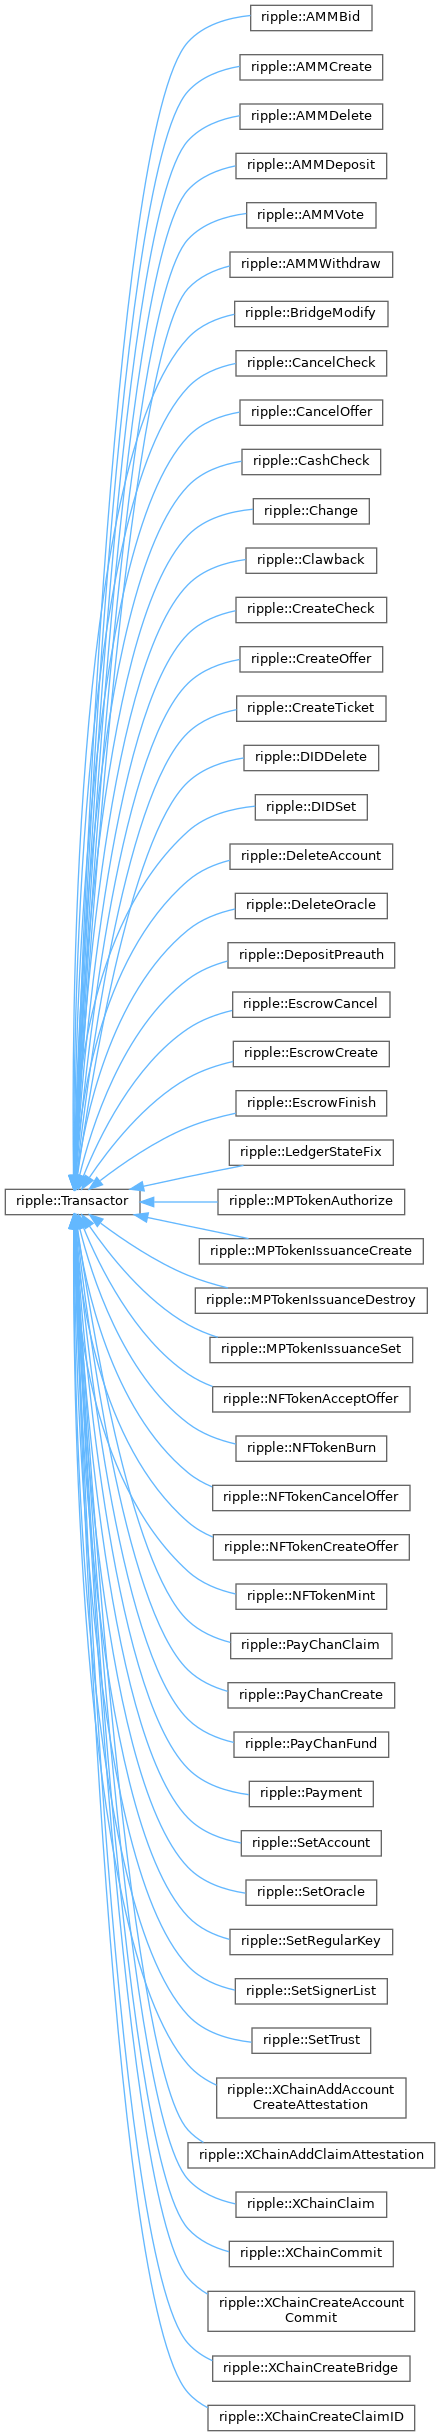 ripple::AMMBid
ripple::AMMCreate
ripple::AMMDelete
ripple::AMMDeposit
ripple::AMMVote
ripple::AMMWithdraw
ripple::BridgeModify
ripple::CancelCheck
ripple::CancelOffer
ripple::CashCheck
ripple::Change
ripple::Clawback
ripple::CreateCheck
ripple::CreateOffer
ripple::CreateTicket
ripple::DIDDelete
ripple::DIDSet
ripple::DeleteAccount
ripple::DeleteOracle
ripple::DepositPreauth
ripple::EscrowCancel
ripple::EscrowCreate
ripple::EscrowFinish
ripple::LedgerStateFix
ripple::Transactor
ripple::MPTokenAuthorize
ripple::MPTokenIssuanceCreate
ripple::MPTokenIssuanceDestroy
ripple::MPTokenIssuanceSet
ripple::NFTokenAcceptOffer
ripple::NFTokenBurn
ripple::NFTokenCancelOffer
ripple::NFTokenCreateOffer
ripple::NFTokenMint
ripple::PayChanClaim
ripple::PayChanCreate
ripple::PayChanFund
ripple::Payment
ripple::SetAccount
ripple::SetOracle
ripple::SetRegularKey
ripple::SetSignerList
ripple::SetTrust
ripple::XChainAddAccount
CreateAttestation
ripple::XChainAddClaimAttestation
ripple::XChainClaim
ripple::XChainCommit
ripple::XChainCreateAccount
Commit
ripple::XChainCreateBridge
ripple::XChainCreateClaimID